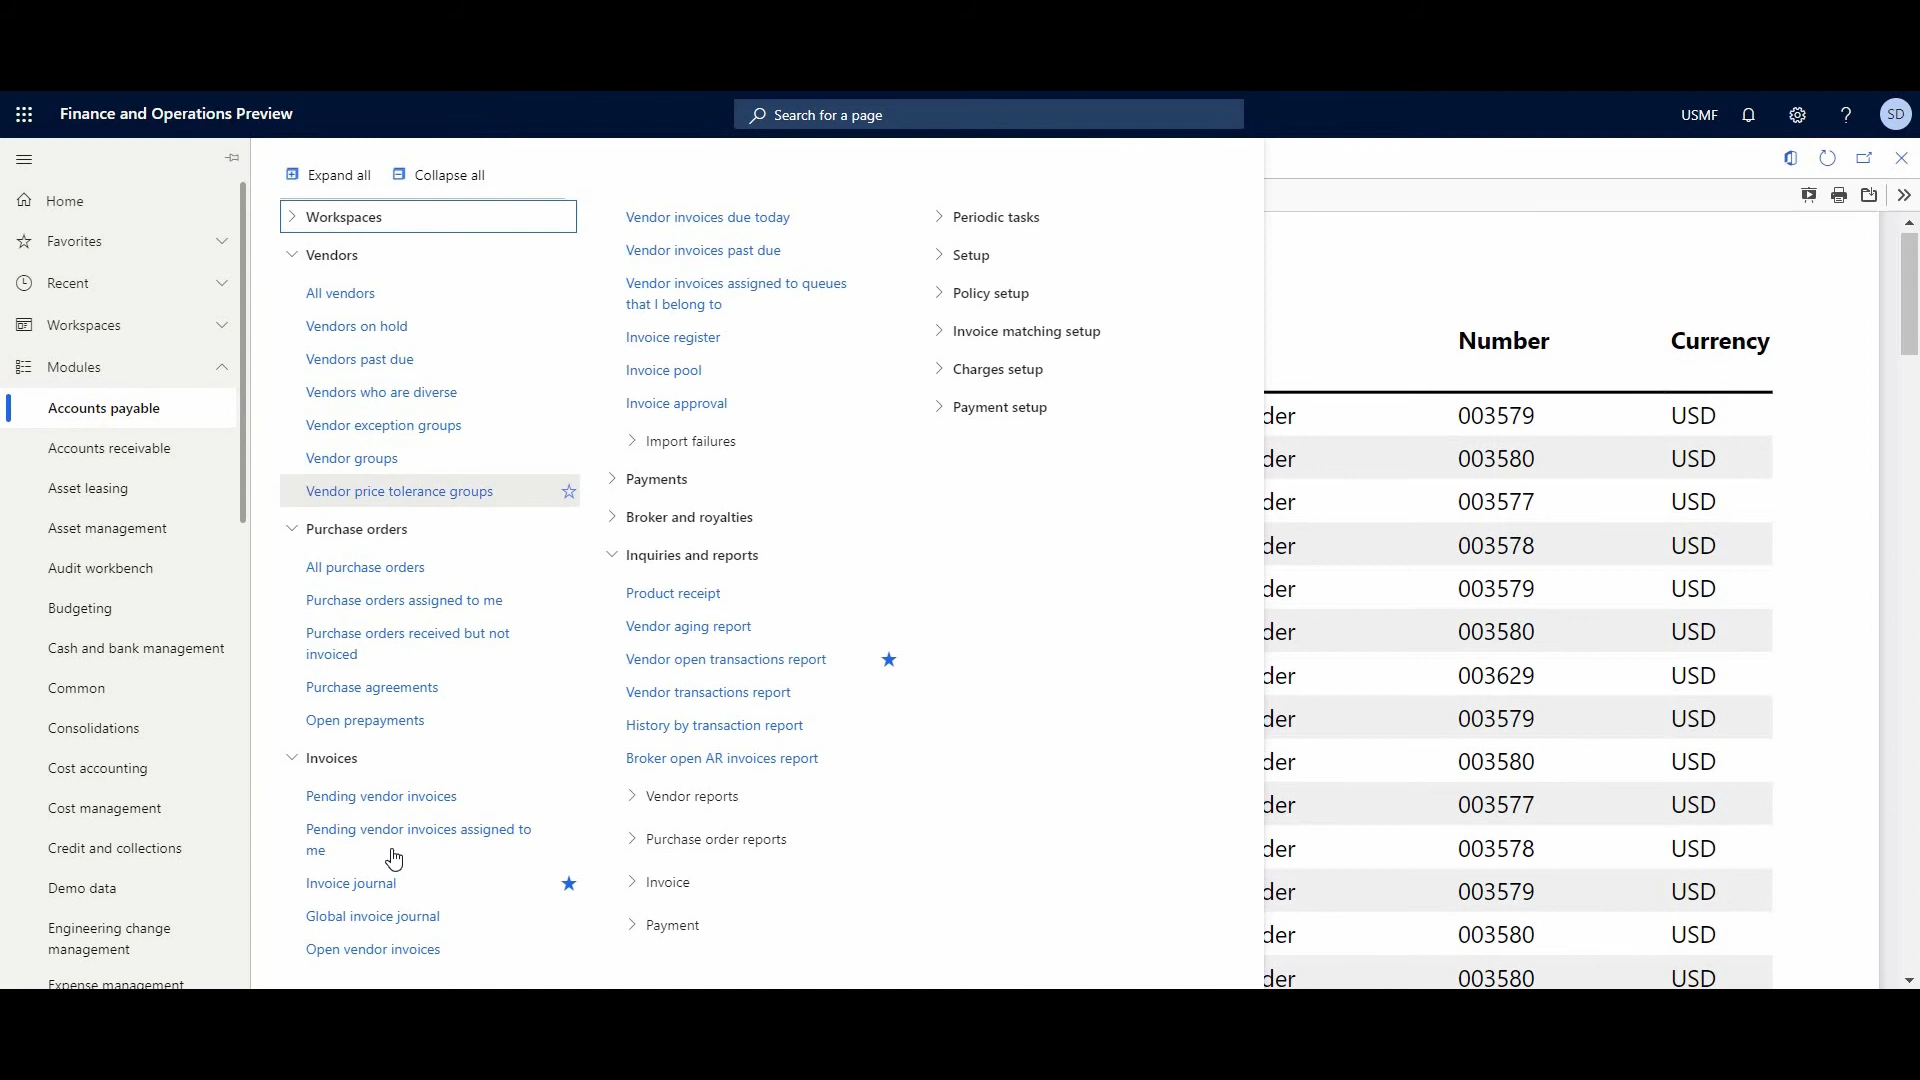 Finance and Operations Preview
Search for a page
USMF
SD
Home
Favorites
Recent
Workspaces
Modules
Accounts payable
Accounts receivable
Asset leasing
Asset management
Audit workbench
Budgeting
Cash and bank management
Common
Consolidations
Cost accounting
Cost management
Credit and collections
Demo data
Engineering change
management
Expense management
Expand all
Collapse all
Workspaces
Vendors
All vendors
Vendors on hold
Vendors past due
Vendors who are diverse
Vendor exception groups
Vendor groups
Vendor price tolerance groups
Purchase orders
All purchase orders
Purchase orders assigned to me
Purchase orders received but not
invoiced
Purchase agreements
Open prepayments
Invoices
Pending vendor invoices
Pending vendor invoices assigned to
me
Invoice journal
Global invoice journal
Open vendor invoices
Vendor invoices due today
Vendor invoices past due
Vendor invoices assigned to queues
that I belong to
Invoice register
Invoice pool
Invoice approval
Import failures
Payments
Broker and royalties
Inquiries and reports
Product receipt
Vendor aging report
Vendor open transactions report
Vendor transactions report
History by transaction report
Broker open AR invoices report
Vendor reports
Purchase order reports
Invoice
Payment
Periodic tasks
Setup
Policy setup
Invoice matching setup
Charges setup
Payment setup
Number Currency
der 003579 USD
der 003580 USD
der 003577 USD
der 003578 USD
der 003579 USD
der 003580 USD
der 003629 USD
der 003579 USD
der 003580 USD
der 003577 USD
der 003578 USD
der 003579 USD
der 003580 USD
der 003580 USD